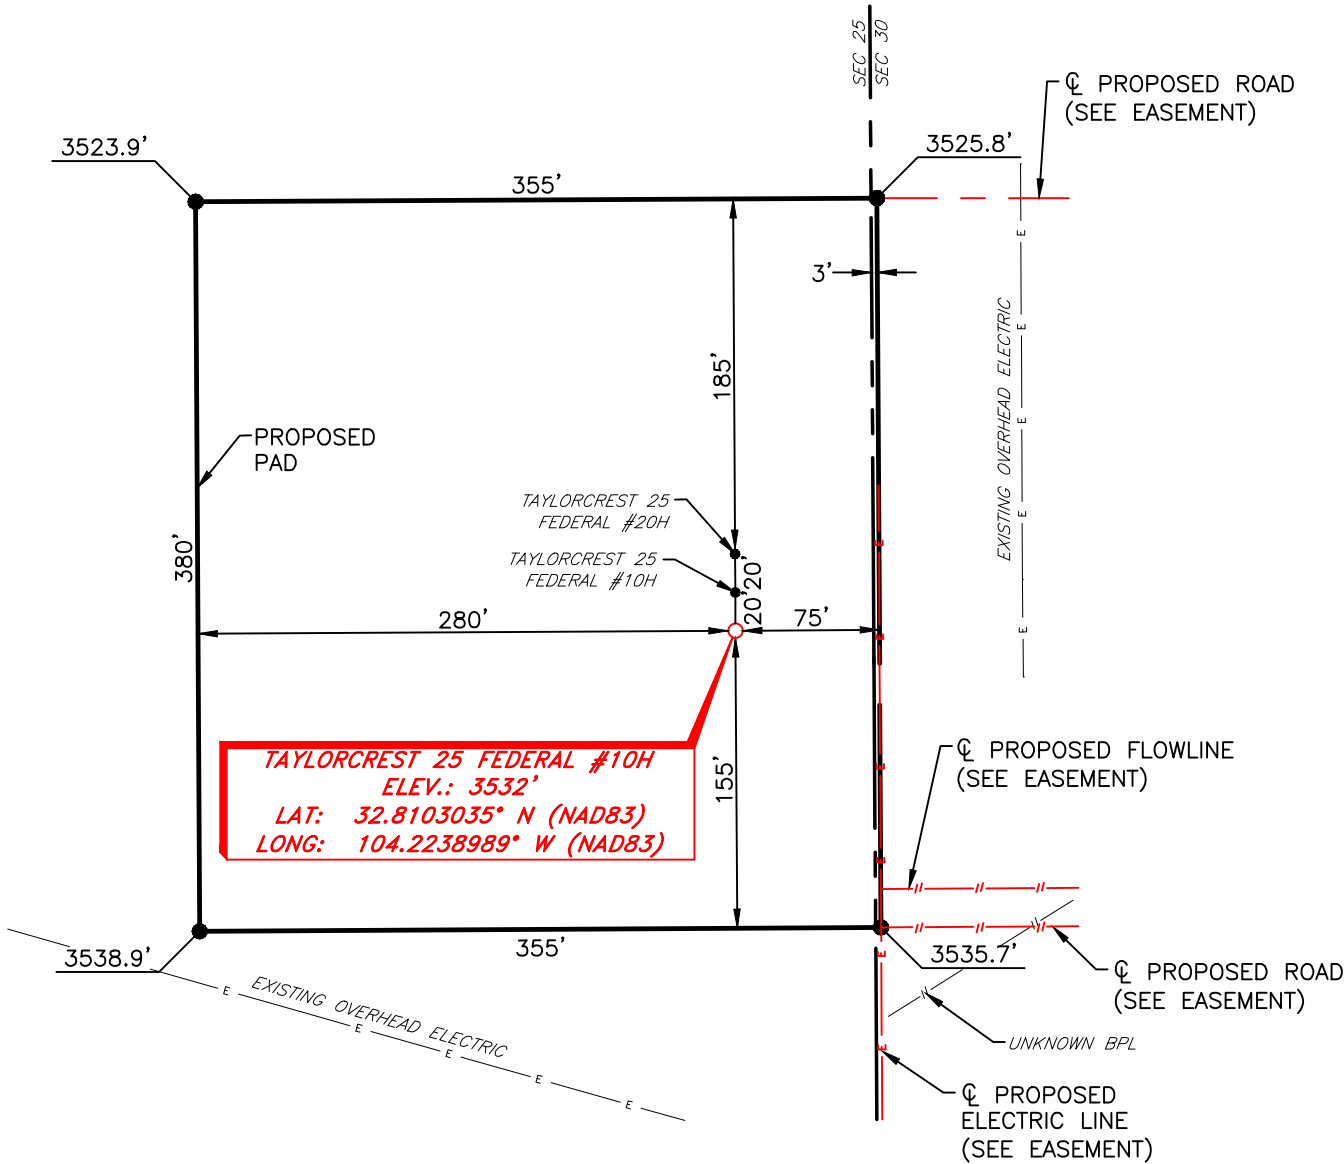 SEC 25
SEC 30
℄ PROPOSED ROAD
(SEE EASEMENT)
3523.9'
3525.8'
355'
E
3'
185'
E
EXISTING OVERHEAD ELECTRIC
PROPOSED
PAD
E
TAYLORCREST 25
FEDERAL #20H
E
380'
E
TAYLORCREST 25
FEDERAL #10H
20'
20'
280'
75'
E
E
TAYLORCREST 25 FEDERAL #10H
ELEV.: 3532'
LAT: 32.8103035° N (NAD83)
LONG: 104.2238989° W (NAD83)
155'
E
℄ PROPOSED FLOWLINE
(SEE EASEMENT)
E
355'
3538.9'
3535.7'
E
℄ PROPOSED ROAD
(SEE EASEMENT)
E
EXISTING OVERHEAD ELECTRIC
E
E
E
E
E
UNKNOWN BPL
℄ PROPOSED
ELECTRIC LINE
(SEE EASEMENT)